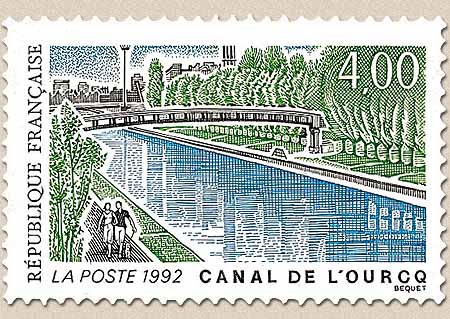 4,00
RÉPUBLIQUE FRANÇAISE
LA POSTE 1992 CANAL DE L'OURCQ
BEQUET